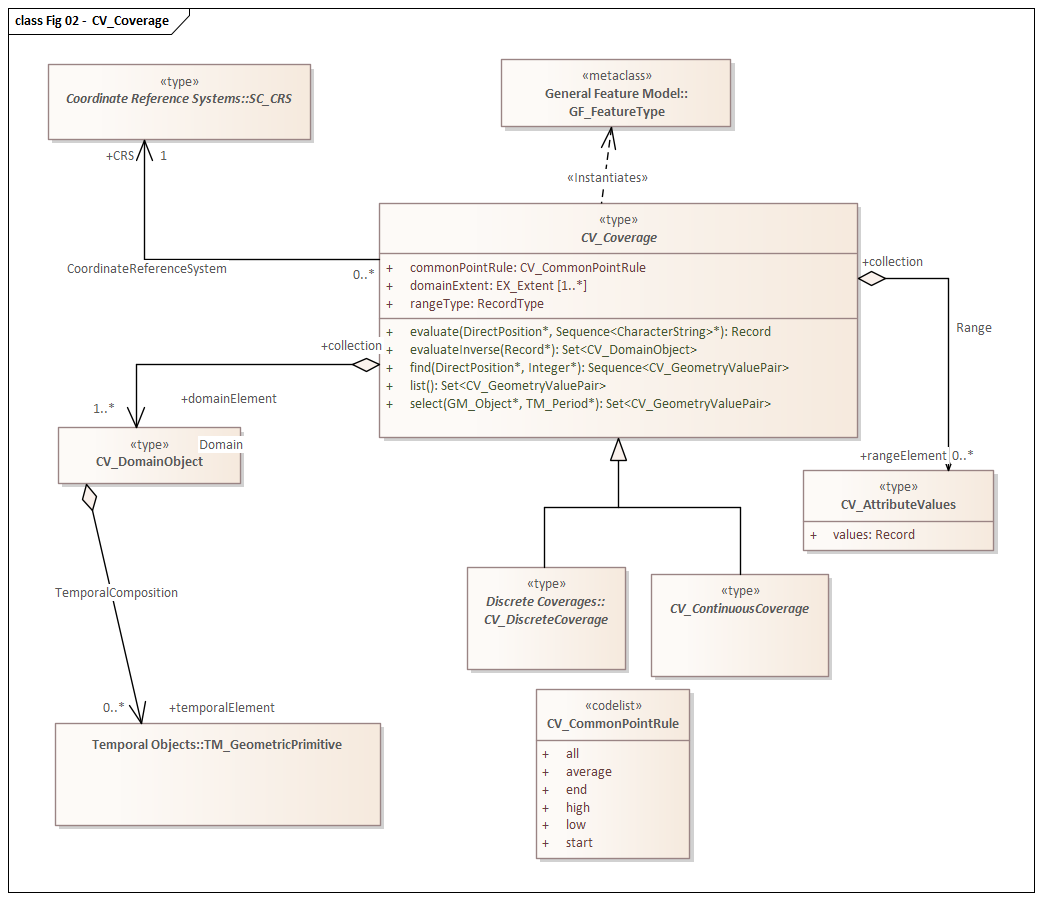 class Fig 02 - CV_Coverage
«type»
Coordinate Reference Systems::SC_CRS
«metaclass»
General Feature Model::
GF_FeatureType
+CRS
1
«Instantiates»
CoordinateReferenceSystem
0..*
«type»
CV_Coverage
+ commonPointRule: CV_CommonPointRule
+ domainExtent: EX_Extent [1..*]
+ rangeType: RecordType
+ evaluate(DirectPosition*, Sequence<CharacterString>*): Record
+ evaluateInverse(Record*): Set<CV_DomainObject>
+ find(DirectPosition*, Integer*): Sequence<CV_GeometryValuePair>
+ list(): Set<CV_GeometryValuePair>
+ select(GM_Object*, TM_Period*): Set<CV_GeometryValuePair>
+collection
Range
+collection
+domainElement
1..*
«type»
Domain
CV_DomainObject
+rangeElement
0..*
«type»
CV_AttributeValues
+ values: Record
TemporalComposition
«type»
Discrete Coverages::
CV_DiscreteCoverage
«type»
CV_ContinuousCoverage
0..*
+temporalElement
Temporal Objects::TM_GeometricPrimitive
«codelist»
CV_CommonPointRule
+ all
+ average
+ end
+ high
+ low
+ start